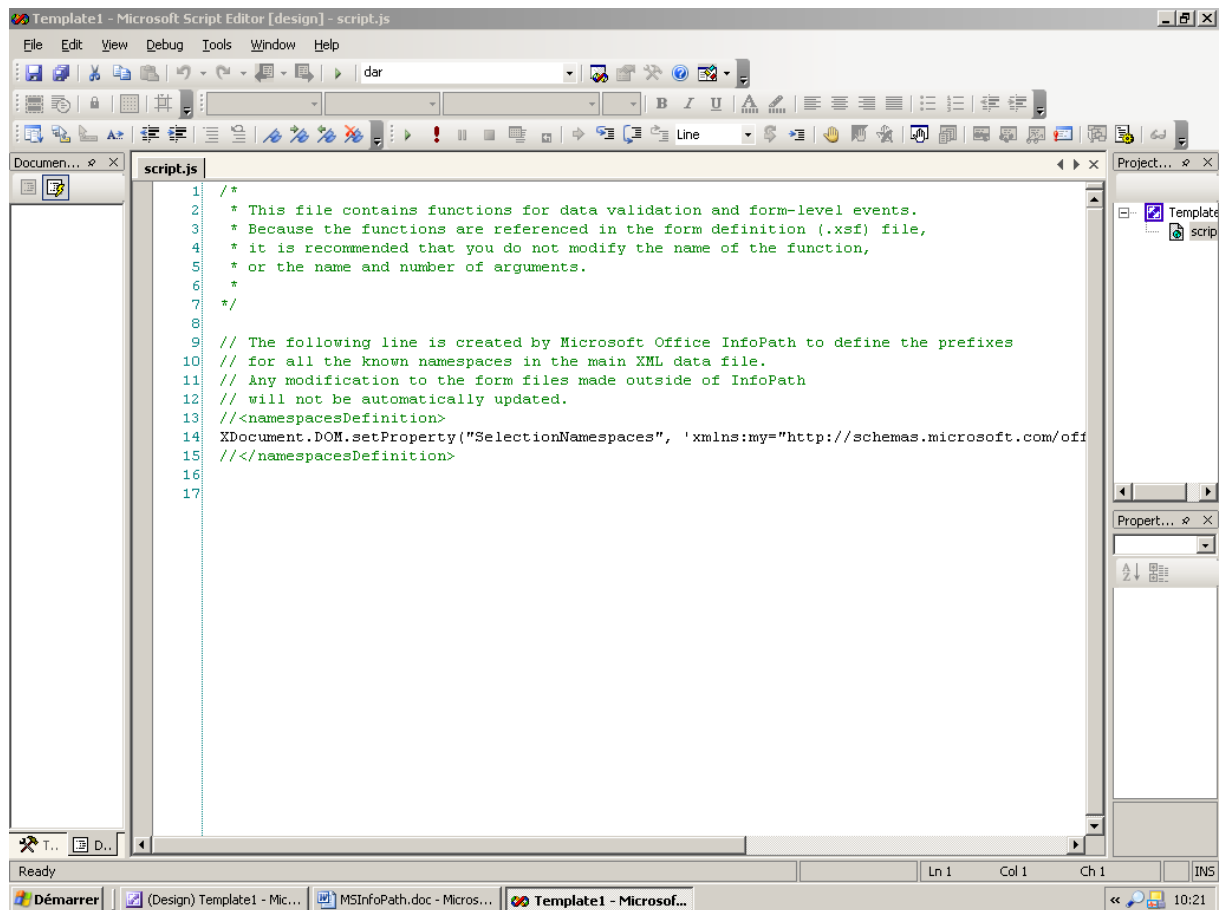 Template1 - Microsoft Script Editor [design] - script.js
File Edit View Debug Tools Window Help
dar
B I U A
Line
Documen...
script.js
Project...
1 /*
2 * This file contains functions for data validation and form-level events.
3 * Because the functions are referenced in the form definition (.xsf) file,
4 * it is recommended that you do not modify the name of the function,
5 * or the name and number of arguments.
6 *
7 */
8
9 // The following line is created by Microsoft Office InfoPath to define the prefixes
10 // for all the known namespaces in the main XML data file.
11 // Any modification to the form files made outside of InfoPath
12 // will not be automatically updated.
13 //<namespacesDefinition>
14 XDocument.DOM.setProperty("SelectionNamespaces", 'xmlns:my="http://schemas.microsoft.com/off
15 //</namespacesDefinition>
16
17
Template
scrip
Propert...
T.. D..
Ready Ln 1 Col 1 Ch 1 INS
Démarrer (Design) Template1 - Mic... MSInfoPath.doc - Micros... Template1 - Microsof... « 10:21